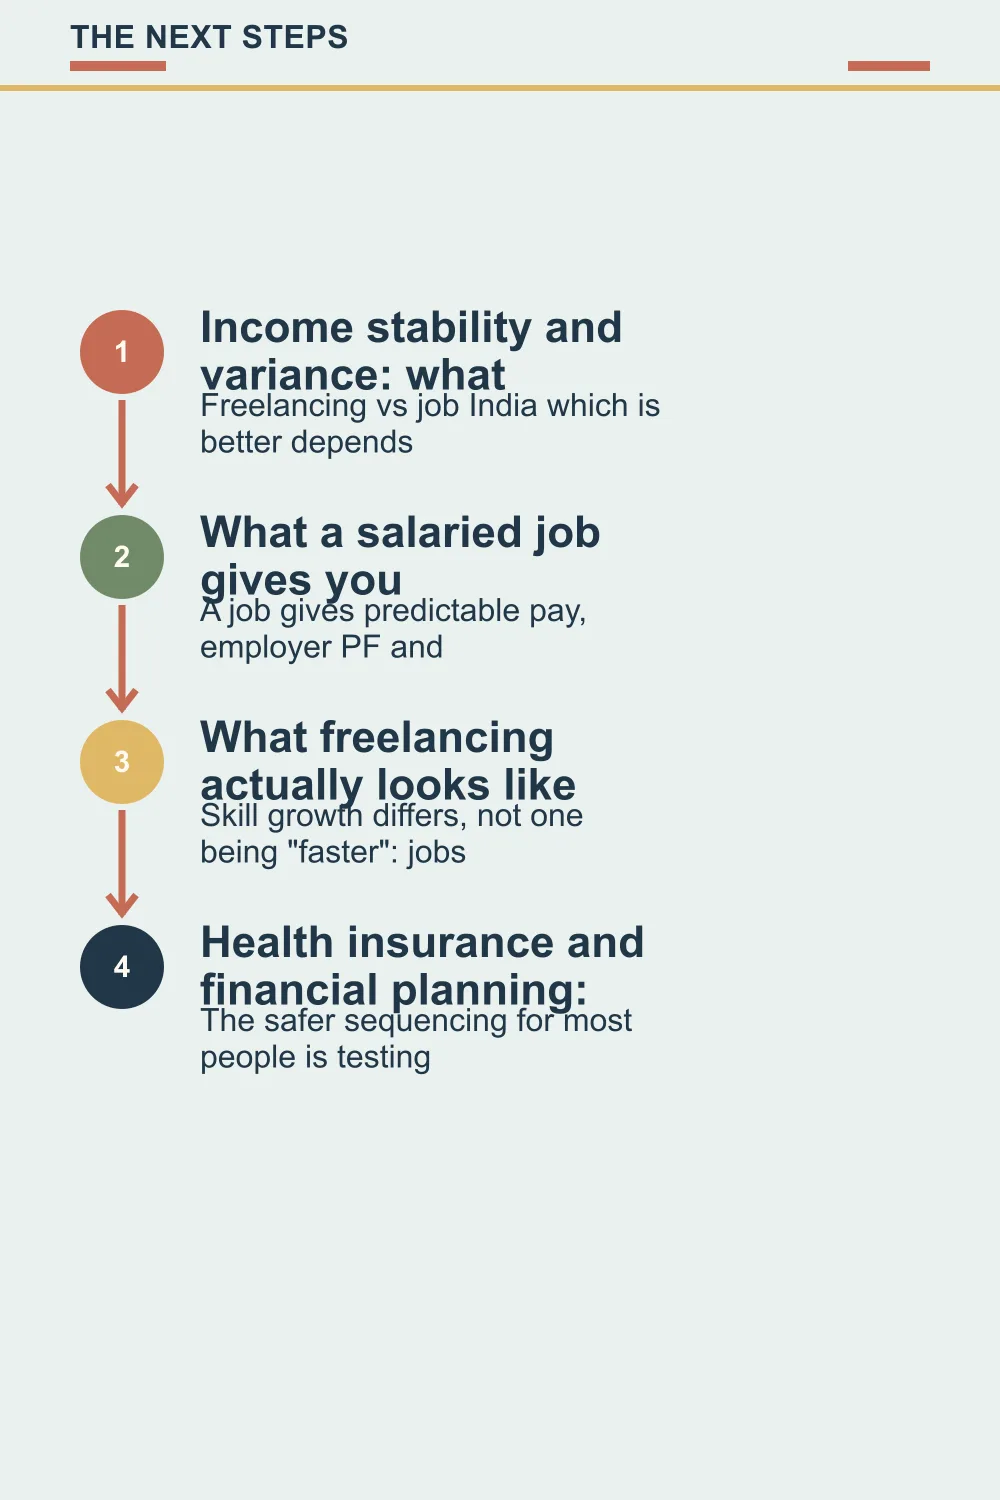 THE NEXT STEPS
1
Income stability and
variance: what
Freelancing vs job India which is
better depends
2
What a salaried job
gives you
A job gives predictable pay,
employer PF and
3
What freelancing
actually looks like
Skill growth differs, not one
being "faster": jobs
4
Health insurance and
financial planning:
The safer sequencing for most
people is testing